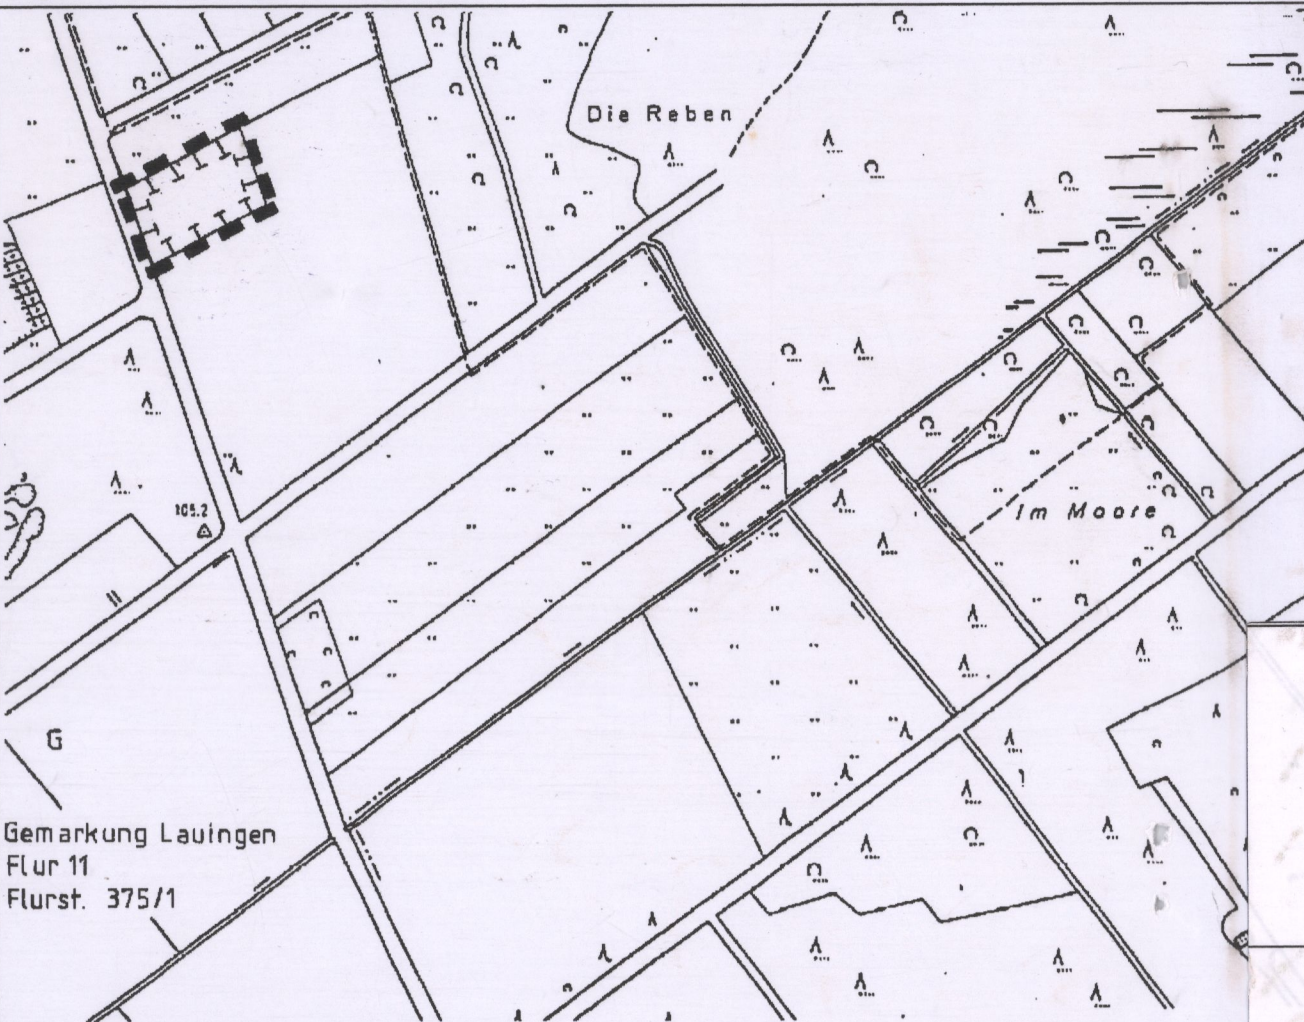 Die Reben
105.2
Im Moore
G
Gemarkung Lauingen
Flur 11
Flurst. 375/1